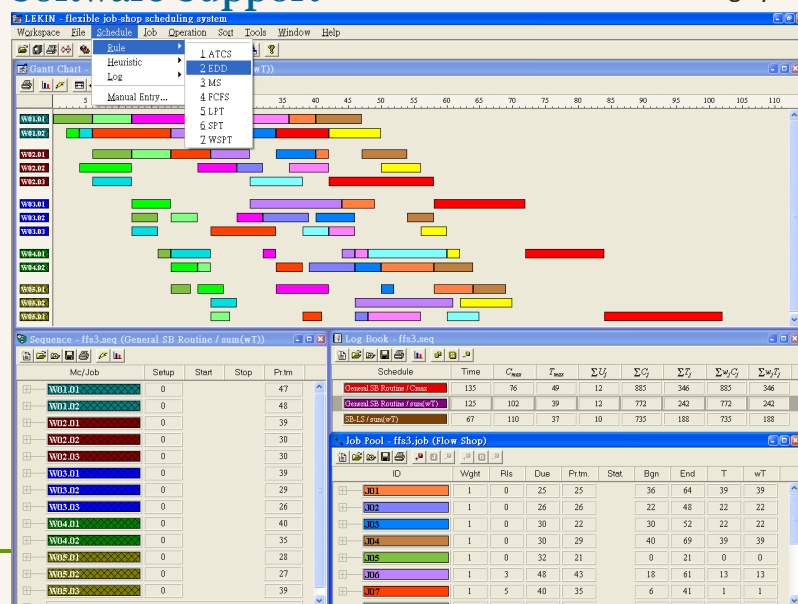 LEKIN - flexible job-shop scheduling system
Workspace File Schedule Job Operation Sort Tools Window Help
Rule
Heuristic
Log
Manual Entry...
1 ATCS
2 EDD
3 MS
4 FCFS
5 LPT
6 SPT
7 WSPT
Gantt Chart - wT))
5 35 40 45 50 55 60 65 70 75 80 85 90 95 100 105 110
W01.01
W01.02
W02.01
W02.02
W02.03
W03.01
W03.02
W03.03
W04.01
W04.02
W05.01
W05.02
W05.03
Sequence - ffs3.seq (General SB Routine / sum(wT))
Mc/Job Setup Start Stop Pr.tm
W01.01 0 47
W01.02 0 48
W02.01 0 39
W02.02 0 30
W02.03 0 30
W03.01 0 39
W03.02 0 29
W03.03 0 26
W04.01 0 40
W04.02 0 35
W05.01 0 28
W05.02 0 27
W05.03 0 39
Log Book - ffs3.seq
Schedule Time Cmax Tmax ΣUj ΣCj ΣTj ΣwjCj ΣwjTj
General SB Routine / Cmax 135 76 49 12 885 346 885 346
General SB Routine / sum(wT) 125 102 39 12 772 242 772 242
SB-LS / sum(wT) 67 110 37 10 735 188 735 188
Job Pool - ffs3.job (Flow Shop)
ID Wght Rls Due Pr.tm. Stat. Bgn End T wT
J01 1 0 25 25 36 64 39 39
J02 1 0 26 26 22 48 22 22
J03 1 0 30 22 30 52 22 22
J04 1 0 30 29 40 69 39 39
J05 1 0 32 21 0 21 0 0
J06 1 3 48 43 18 61 13 13
J07 1 5 40 35 6 41 1 1